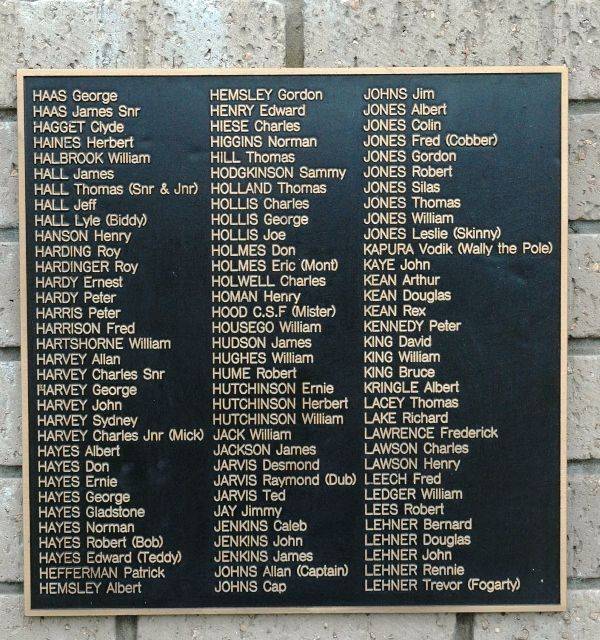 HAAS George
HAAS James Snr
HAGGET Clyde
HAINES Herbert
HALBROOK William
HALL James
HALL Thomas (Snr & Jnr)
HALL Jeff
HALL Lyle (Biddy)
HANSON Henry
HARDING Roy
HARDINGER Roy
HARDY Ernest
HARDY Peter
HARRIS Peter
HARRISON Fred
HARTSHORNE William
HARVEY Allan
HARVEY Charles Snr
HARVEY George
HARVEY John
HARVEY Sydney
HARVEY Charles Jnr (Mick)
HAYES Albert
HAYES Don
HAYES Ernie
HAYES George
HAYES Gladstone
HAYES Norman
HAYES Robert (Bob)
HAYES Edward (Teddy)
HEFFERMAN Patrick
HEMSLEY Albert
HEMSLEY Gordon
HENRY Edward
HIESE Charles
HIGGINS Norman
HILL Thomas
HODGKINSON Sammy
HOLLAND Thomas
HOLLIS Charles
HOLLIS George
HOLLIS Joe
HOLMES Don
HOLMES Eric (Mont)
HOLWELL Charles
HOMAN Henry
HOOD C.S.F (Mister)
HOUSEGO William
HUDSON James
HUGHES William
HUME Robert
HUTCHINSON Ernie
HUTCHINSON Herbert
HUTCHINSON William
JACK William
JACKSON James
JARVIS Desmond
JARVIS Raymond (Dub)
JARVIS Ted
JAY Jimmy
JENKINS Caleb
JENKINS John
JENKINS James
JOHNS Allan (Captain)
JOHNS Cap
JOHNS Jim
JONES Albert
JONES Colin
JONES Fred (Cobber)
JONES Gordon
JONES Robert
JONES Silas
JONES Thomas
JONES William
JONES Leslie (Skinny)
KAPURA Vodik (Wally the Pole)
KAYE John
KEAN Arthur
KEAN Douglas
KEAN Rex
KENNEDY Peter
KING David
KING William
KING Bruce
KRINGLE Albert
LACEY Thomas
LAKE Richard
LAWRENCE Frederick
LAWSON Charles
LAWSON Henry
LEECH Fred
LEDGER William
LEES Robert
LEHNER Bernard
LEHNER Douglas
LEHNER John
LEHNER Rennie
LEHNER Trevor (Fogarty)